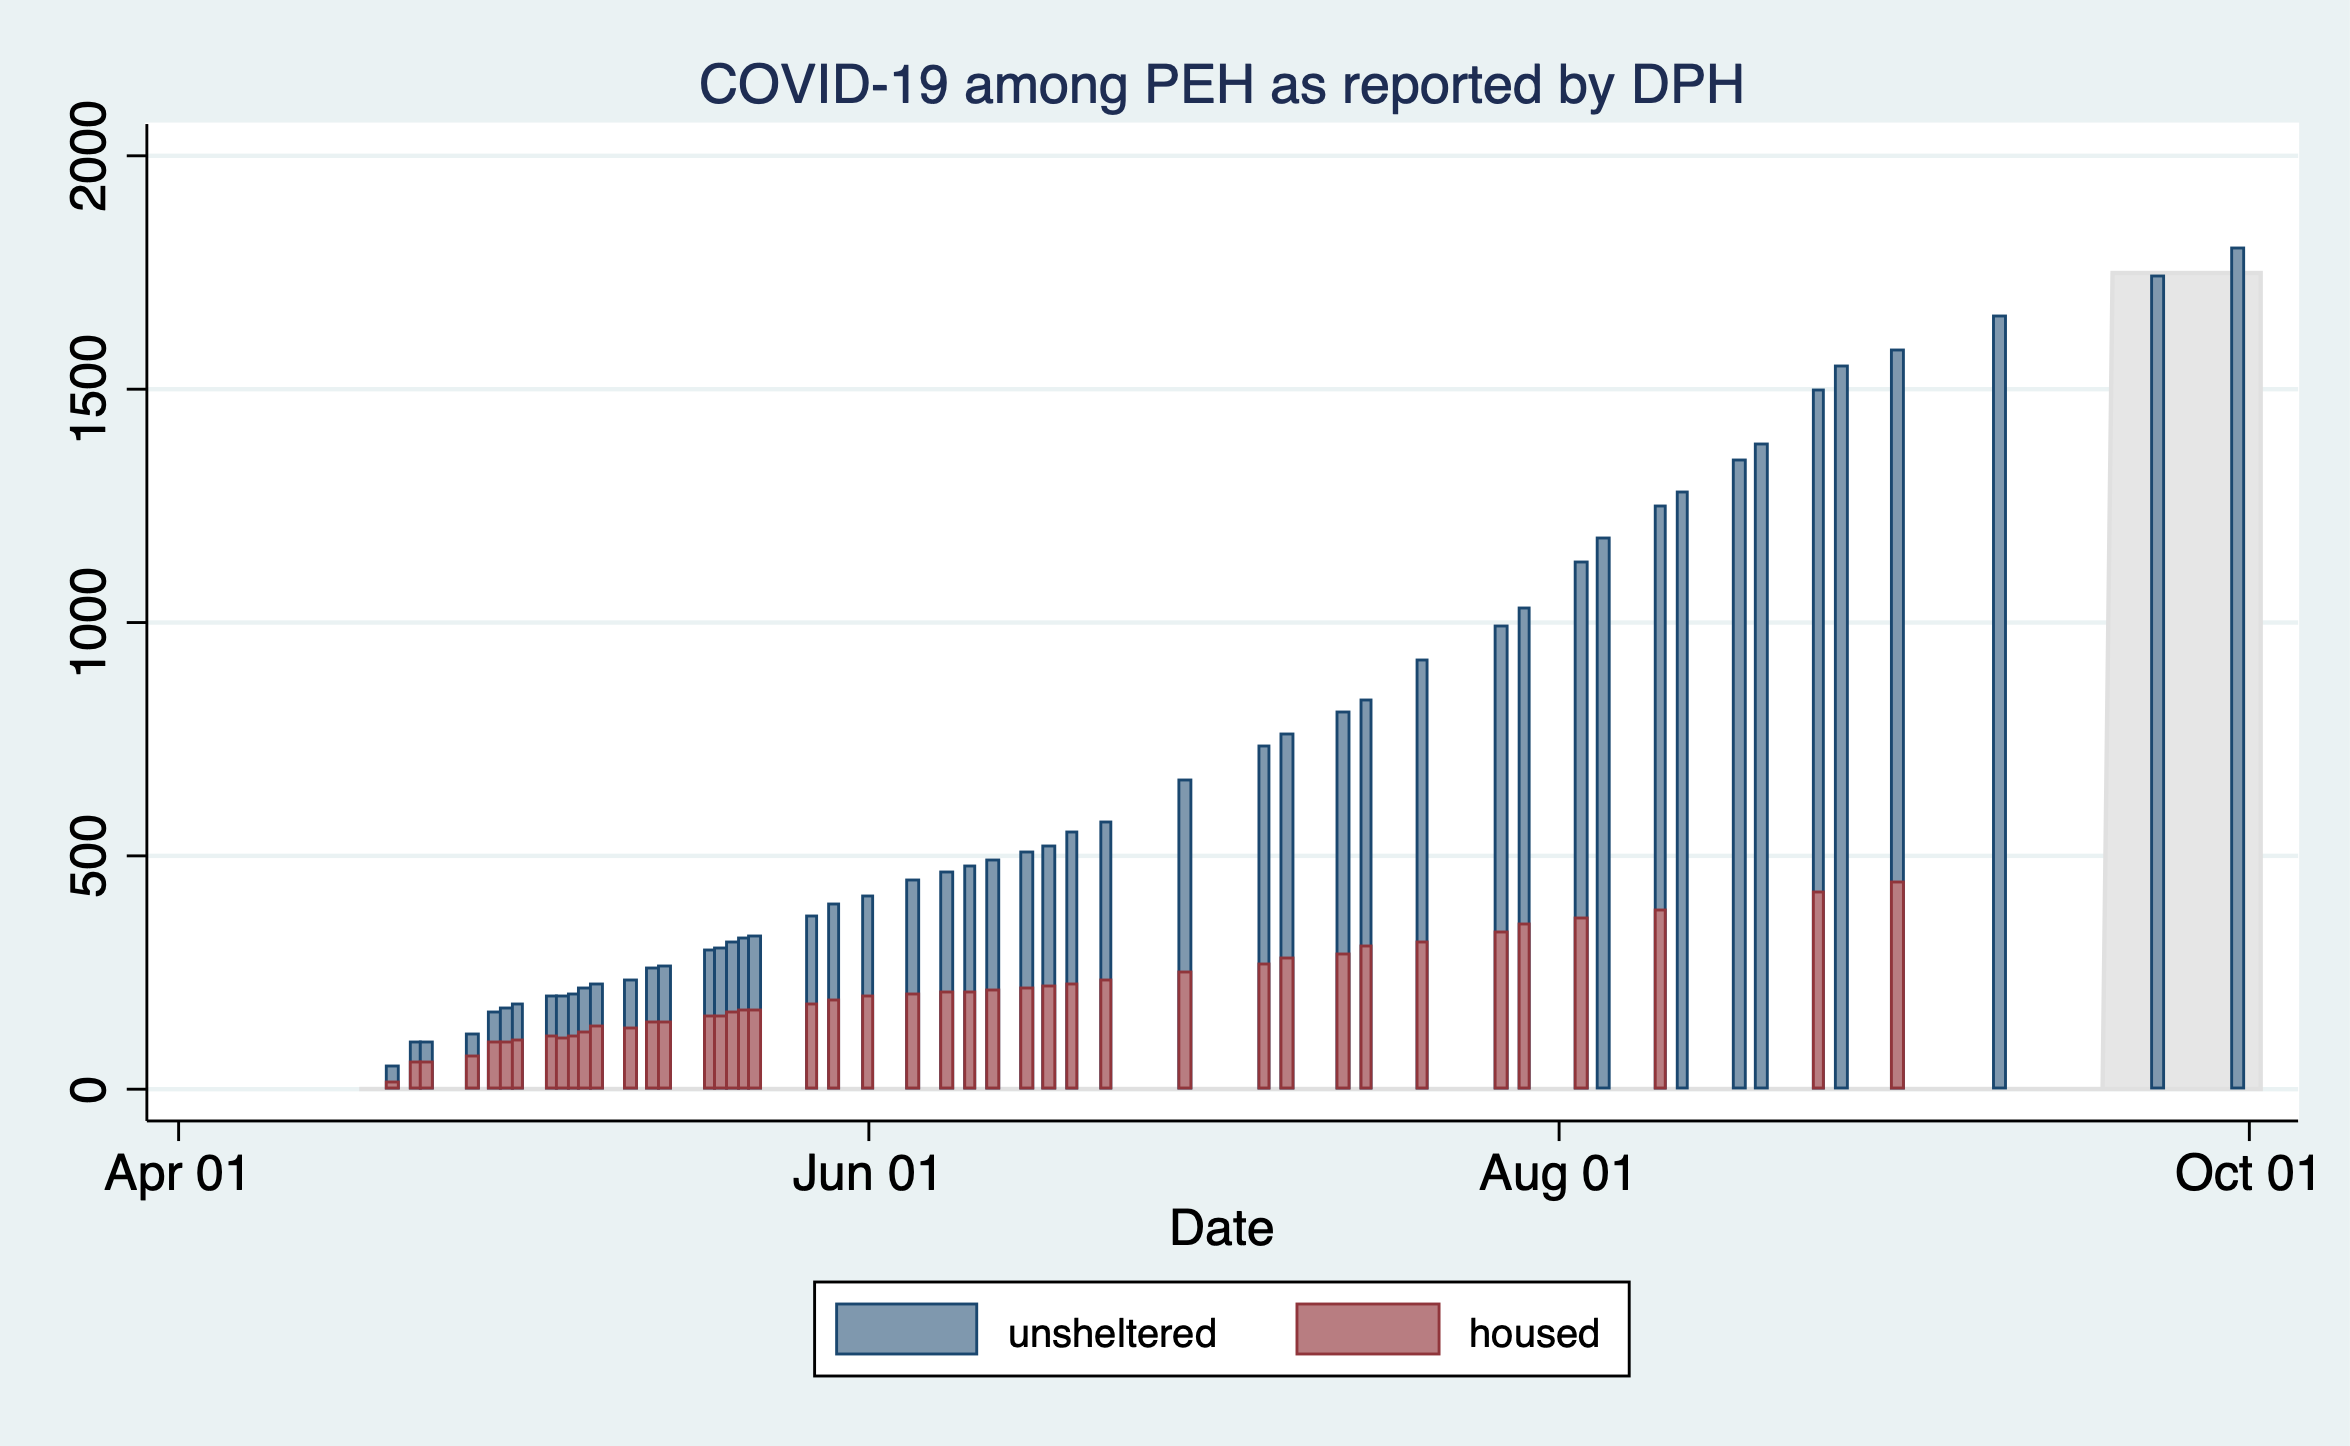 COVID-19 among PEH as reported by DPH
2000
1500
1000
500
0
Apr 01
Jun 01
Aug 01
Oct 01
Date
unsheltered
housed